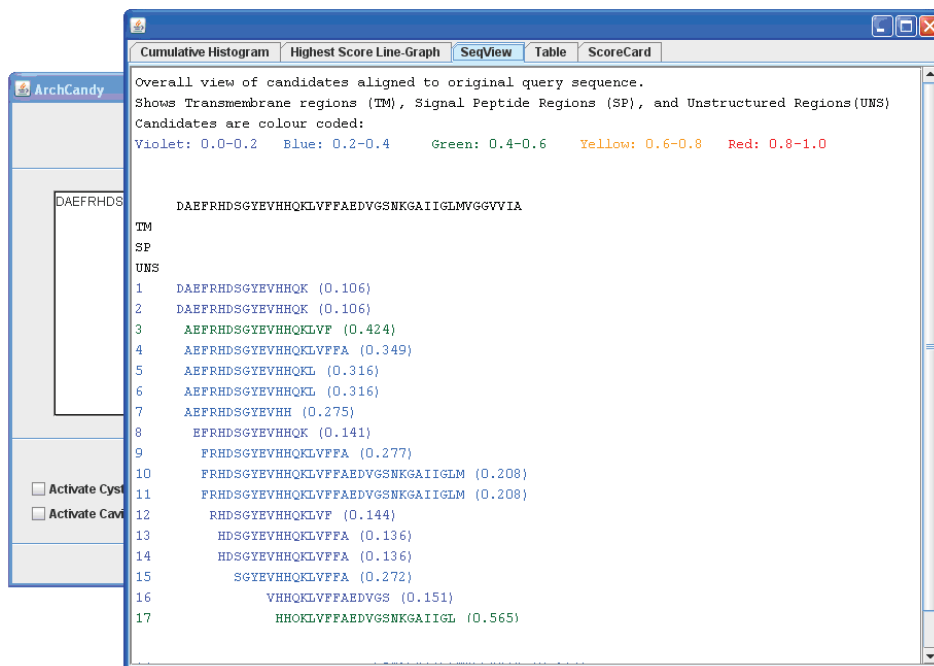 Cumulative Histogram Highest Score Line-Graph SeqView Table ScoreCard
ArchCandy
Overall view of candidates aligned to original query sequence.
Shows Transmembrane regions (TM), Signal Peptide Regions (SP), and Unstructured Regions(UNS)
Candidates are colour coded:
Violet: 0.0-0.2 Blue: 0.2-0.4 Green: 0.4-0.6 Yellow: 0.6-0.8 Red: 0.8-1.0
DAEFRHDS
DAEFRHDSGYEVHHQKLVFFAEDVGSNKGAIIGLMVGGVVIA
TM
SP
UNS
1 DAEFRHDSGYEVHHQK (0.106)
2 DAEFRHDSGYEVHHQK (0.106)
3 AEFRHDSGYEVHHQKLVF (0.424)
4 AEFRHDSGYEVHHQKLVFFA (0.349)
5 AEFRHDSGYEVHHQKL (0.316)
6 AEFRHDSGYEVHHQKL (0.316)
7 AEFRHDSGYEVHH (0.275)
8 EFRHDSGYEVHHQK (0.141)
9 FRHDSGYEVHHQKLVFFA (0.277)
10 FRHDSGYEVHHQKLVFFAEDVGSNKGAIIGLM (0.208)
11 FRHDSGYEVHHQKLVFFAEDVGSNKGAIIGLM (0.208)
12 RHDSGYEVHHQKLVF (0.144)
13 HDSGYEVHHQKLVFFA (0.136)
14 HDSGYEVHHQKLVFFA (0.136)
15 SGYEVHHQKLVFFA (0.272)
16 VHHQKLVFFAEDVGS (0.151)
17 HHQKLVFFAEDVGSNKGAIIGL (0.565)
Activate Cyst
Activate Cavi